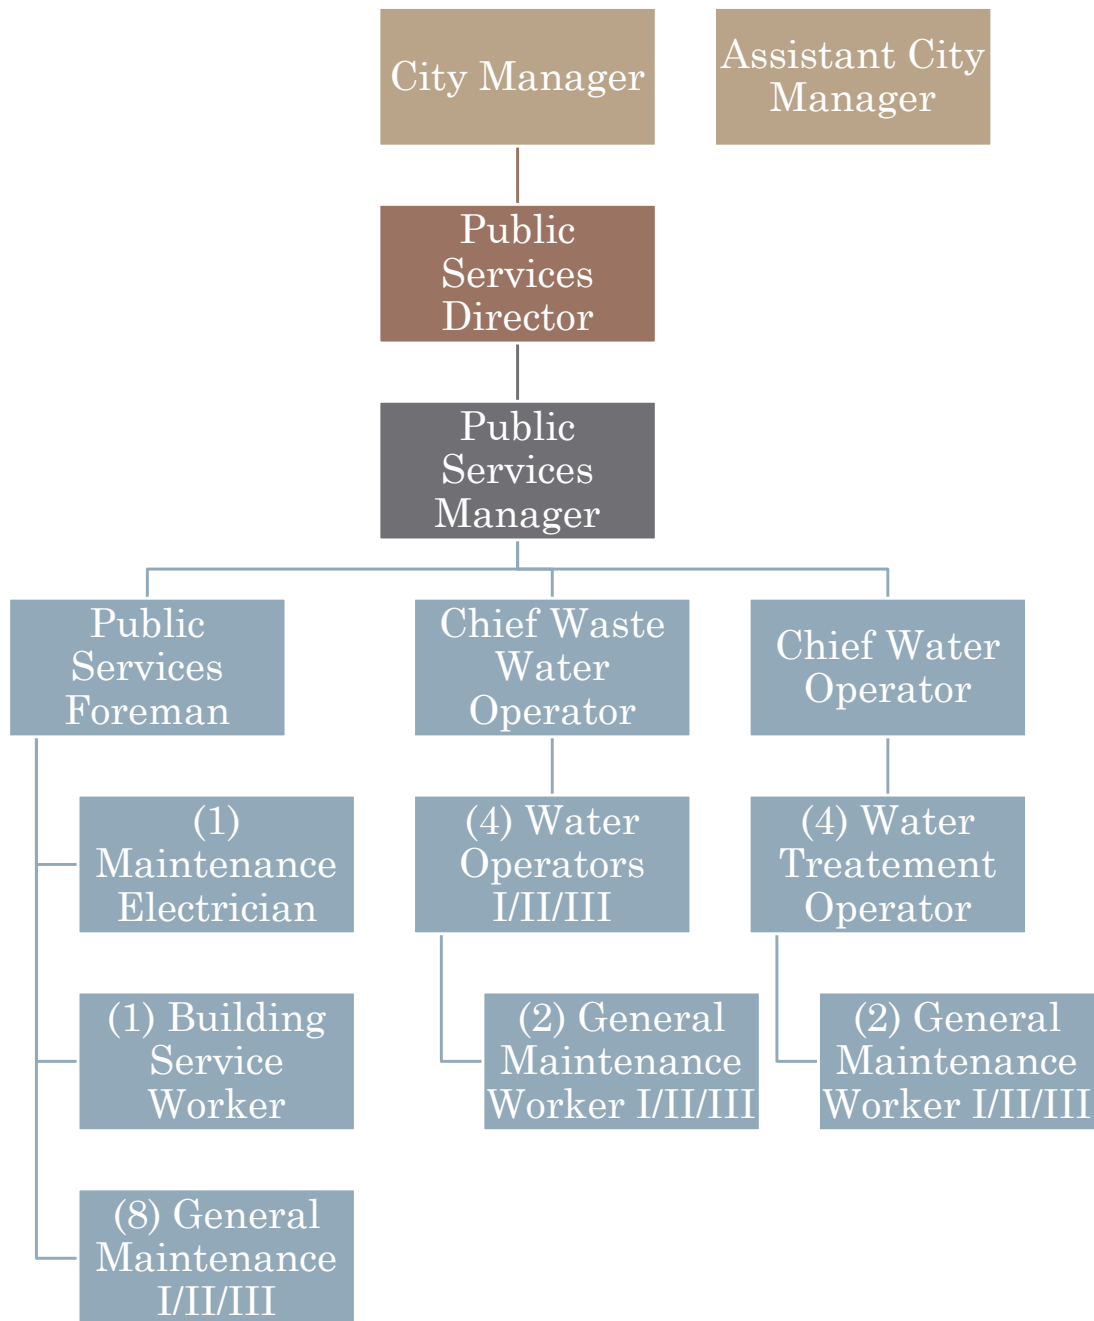 City Manager
Assistant City
Manager
Public
Services
Director
Public
Services
Manager
Public
Services
Foreman
Chief Waste
Water
Operator
Chief Water
Operator
(1)
Maintenance
Electrician
(4) Water
Operators
I/II/III
(4) Water
Treatement
Operator
(1) Building
Service
Worker
(2) General
Maintenance
Worker I/II/III
(2) General
Maintenance
Worker I/II/III
(8) General
Maintenance
I/II/III